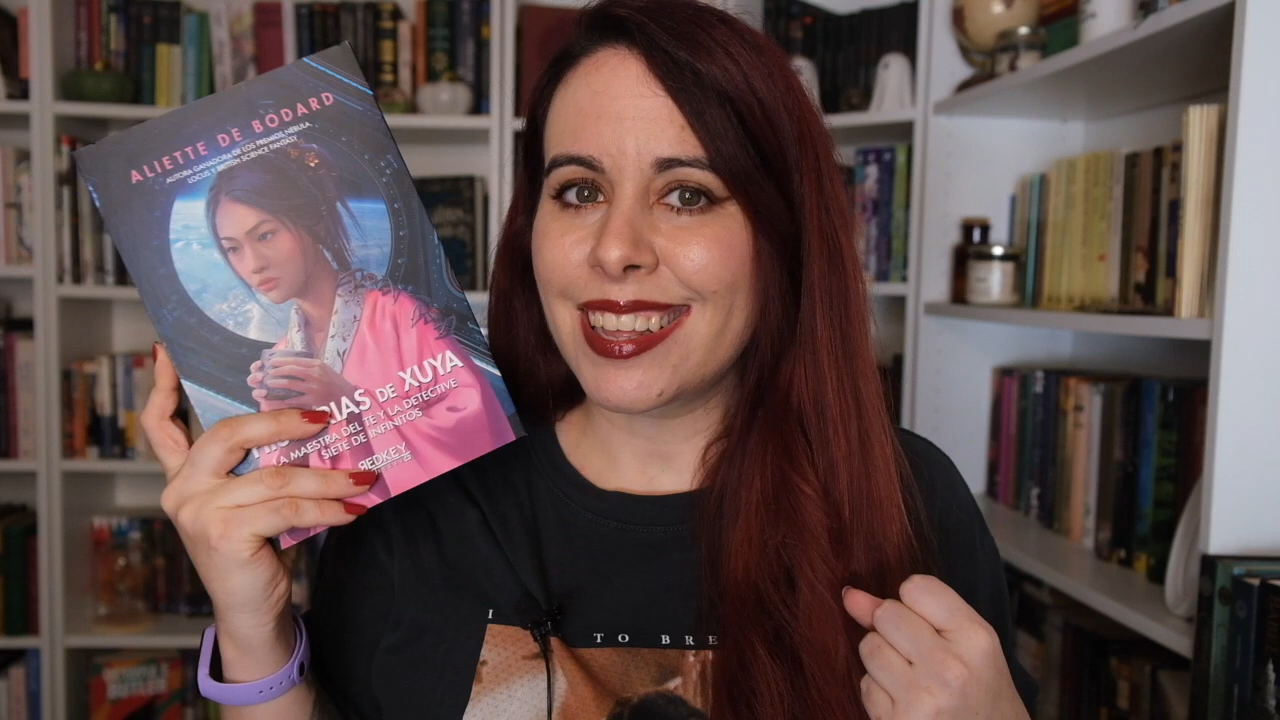 ALIETTE DE BODARD
AUTORA GANADORA DE LOS PREMIOS NEBULA,
LOCUS Y BRITISH SCIENCE FANTASY
DE XUYA
MAESTRA DEL TÉ Y LA DETECTIVE
SIETE DE INFINITOS
REDKEY
I TO BRE